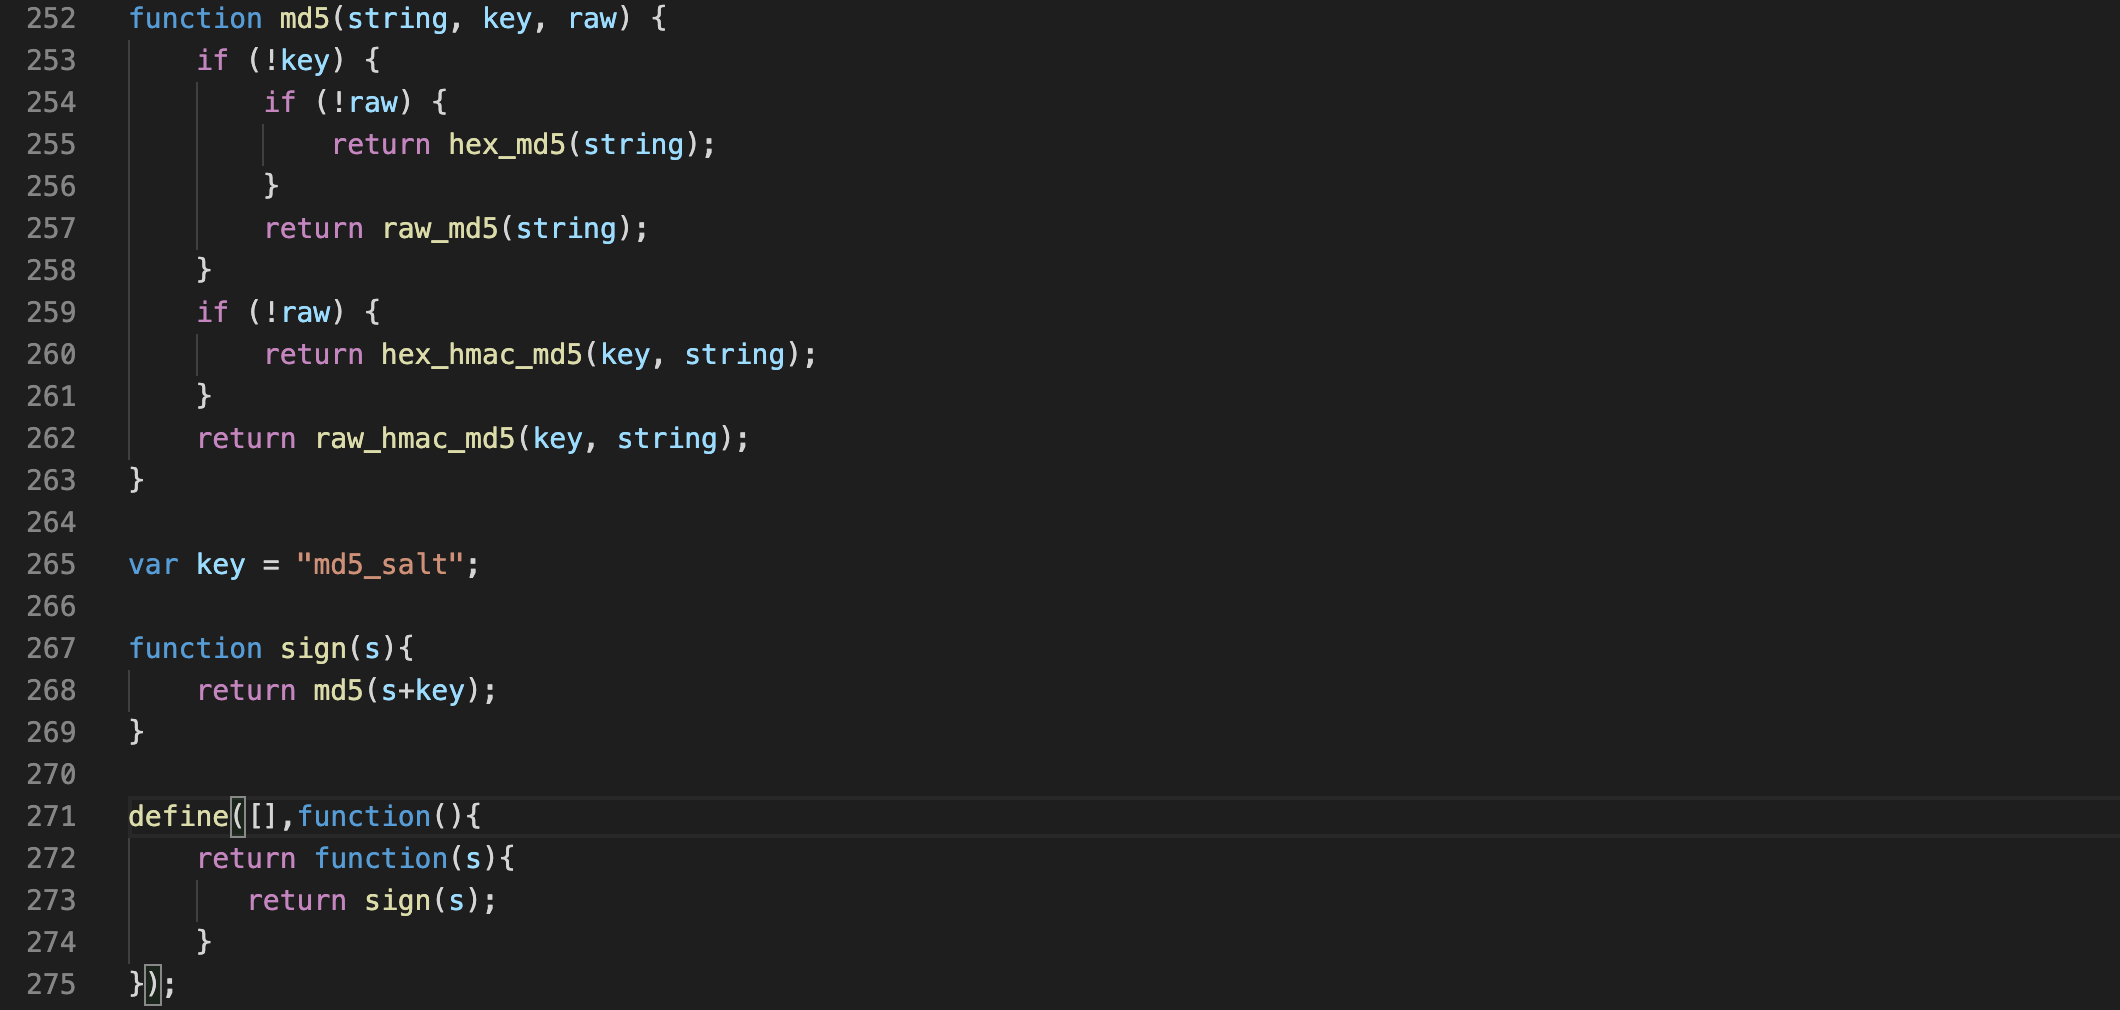 252 function md5(string, key, raw) {
253     if (!key) {
254         if (!raw) {
255             return hex_md5(string);
256         }
257         return raw_md5(string);
258     }
259     if (!raw) {
260         return hex_hmac_md5(key, string);
261     }
262     return raw_hmac_md5(key, string);
263 }
264
265 var key = "md5_salt";
266
267 function sign(s){
268     return md5(s+key);
269 }
270
271 define([],function(){
272     return function(s){
273        return sign(s);
274     }
275 });